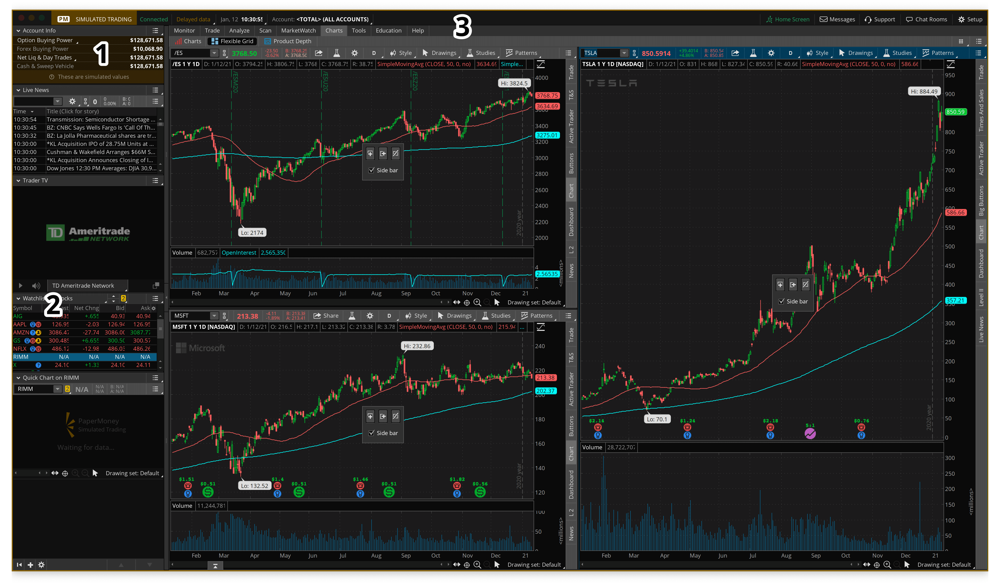 PM SIMULATED TRADING Connected Delayed data Jan, 12 10:30:55 Account: <TOTAL> (ALL ACCOUNTS) Home Screen Messages Support Chat Rooms Setup
3
Account Info
Option Buying Power $128,671.58
Forex Buying Power $10,068.90
Net Liq & Day Trades $128,671.58
Cash & Sweep Vehicle $128,671.58
These are simulated values
1
Live News
0 0 0.00% B: 0 A: 0
Time Title (Click for story)
10:30:54 Transmission: Semiconductor Shortage ...
10:30:45 BZ: CNBC Says Wells Fargo Is 'Call Of Th...
10:30:32 BZ: La Jolla Pharmaceutical shares are tr...
10:30:00 *KL Acquisition IPO of 28.75M Units at ...
10:30:00 Cushman & Wakefield Arranges $66M S...
10:30:00 *KL Acquisition Announces Closing of I...
10:30:00 Dow Jones 12:30 PM Averages: DJIA 30,9...
Trader TV
TD Ameritrade
NETWORK
TD Ameritrade Network
2
Symbol Net Chng Bid Ask
AIG +.655 40.93 40.94
AAPL 126.95 -2.03 126.94 126.95
AMZN 3086.47 -27.74 3086.00 3087.77
GS 300.485 +6.655 300.50 300.57
NFLX 486.12 -12.98 486.03 486.26
RIMM N/A N/A N/A N/A
X 24.10 +1.33 24.10 24.11
Quick Chart on RIMM
RIMM 2 N/A N/A N/A B: N/A A: N/A
PaperMoney
Simulated Trading
Waiting for data...
Drawing set: Default
Monitor Trade Analyze Scan MarketWatch Charts Tools Education Help
Charts Flexible Grid Product Depth
/ES 3768.50 -23.50 -0.62% B: 3768.25 A: 3768.50 D Style Drawings Studies Patterns
/ES 1 Y 1D D: 1/12/21 O: 3794.25 H: 3806.75 L: 3768 C: 3768.75 R: 38.75 SimpleMovingAvg (CLOSE, 50, 0, no) 3634.69 Simple...
/ESM20
/ESU20
/ESZ20
Hi: 3824.5
Lo: 2174
Side bar
2020 year
4000
3768.75
3634.69
3600
3400
3275.01
3200
3000
2800
2600
2400
2200
2000
Volume 682,757 OpenInterest 2,565,350
4
2.56535
2
<millions>
Feb Mar Apr May Jun Jul Aug Sep Oct Nov Dec 21
Drawing set: Default
Trade
T&S
Active Trader
Buttons
Chart
Dashboard
L 2
News
MSFT 213.38 -4.11 -1.89% B: 213.38 A: 213.41 Share D Style Drawings Studies Patterns
MSFT 1 Y 1D [NASDAQ] D: 1/12/21 O: 216.5 H: 217.1 L: 213.32 C: 213.38 R: 3.78 SimpleMovingAvg (CLOSE, 50, 0, no) 215.94 ...
Microsoft
Hi: 232.86
Lo: 132.52
Side bar
2020 year
240
220
213.38
202.37
200
180
160
140
120
$1.51 $0.51 $1.4 $0.51 $1.46 $0.51 $1.82 $0.56
Volume 11,244,781
100
50
<millions>
Feb Mar Apr May Jun Jul Aug Sep Oct Nov Dec 21
Drawing set: Default
Trade
T&S
Active Trader
Buttons
Chart
Dashboard
L 2
News
TSLA 850.5914 +39.4014 +4.86% B: 850.54 A: 850.85 D Style Drawings Studies Patterns
TSLA 1 Y 1D [NASDAQ] D: 1/12/21 O: 831 H: 868 L: 827.34 C: 850.59 R: 40.66 SimpleMovingAvg (CLOSE, 50, 0, no) 586.66
TESLA
Hi: 884.49
Lo: 70.1
Side bar
2020 year
950
900
850.59
800
750
700
650
600
586.66
550
500
450
400
357.21
350
300
250
200
150
100
50
0
$2.14 $1.24 $2.18 5:1 $0.76
Volume 28,722,707
300
250
200
150
100
50
<millions>
Feb Mar Apr May Jun Jul Aug Sep Oct Nov Dec 21
Drawing set: Default
Trade
Times And Sales
Active Trader
Big Buttons
Chart
Dashboard
Level II
Live News